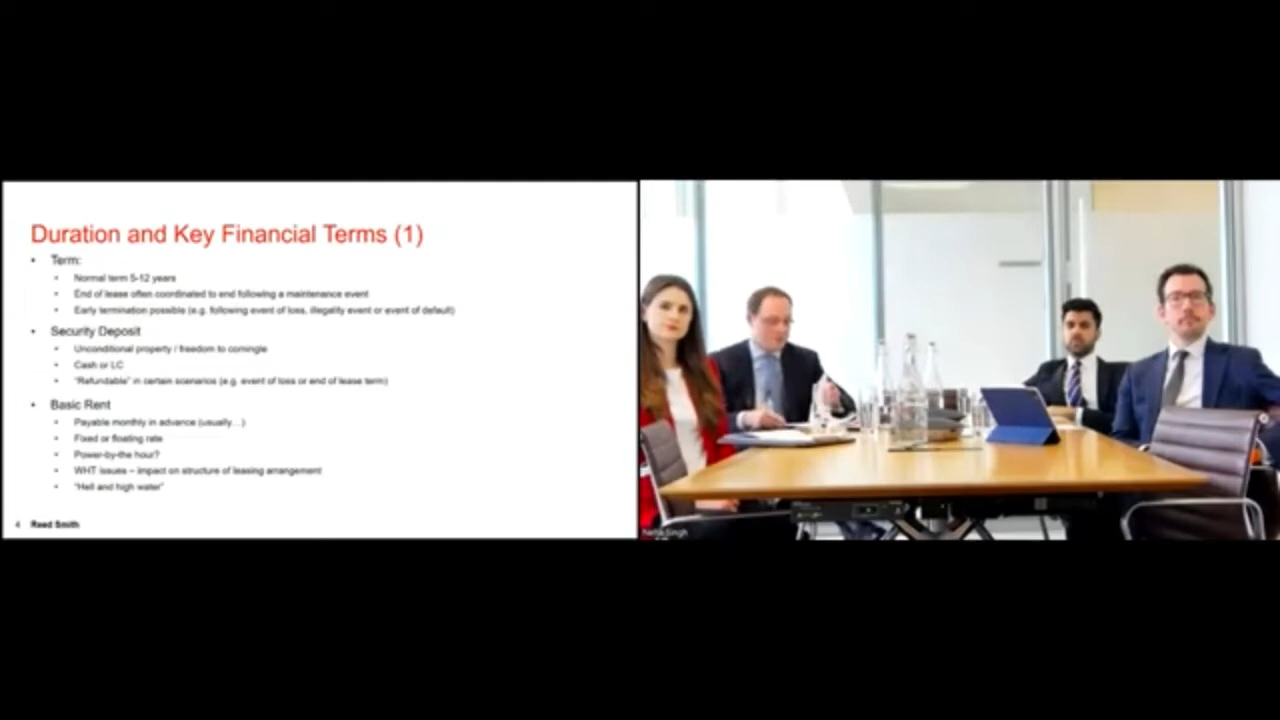 Duration and Key Financial Terms (1)
• Term:
• Normal term 5-12 years
• End of lease often coordinated to end following a maintenance event
• Early termination possible (e.g. following event of loss, illegality event or event of default)
• Security Deposit
• Unconditional property / freedom to comingle
• Cash or LC
• "Refundable" in certain scenarios (e.g. event of loss or end of lease term)
• Basic Rent
• Payable monthly in advance (usually…)
• Fixed or floating rate
• Power-by-the hour?
• WHT issues – impact on structure of leasing arrangement
• "Hell and high water"
4 Reed Smith
Singh